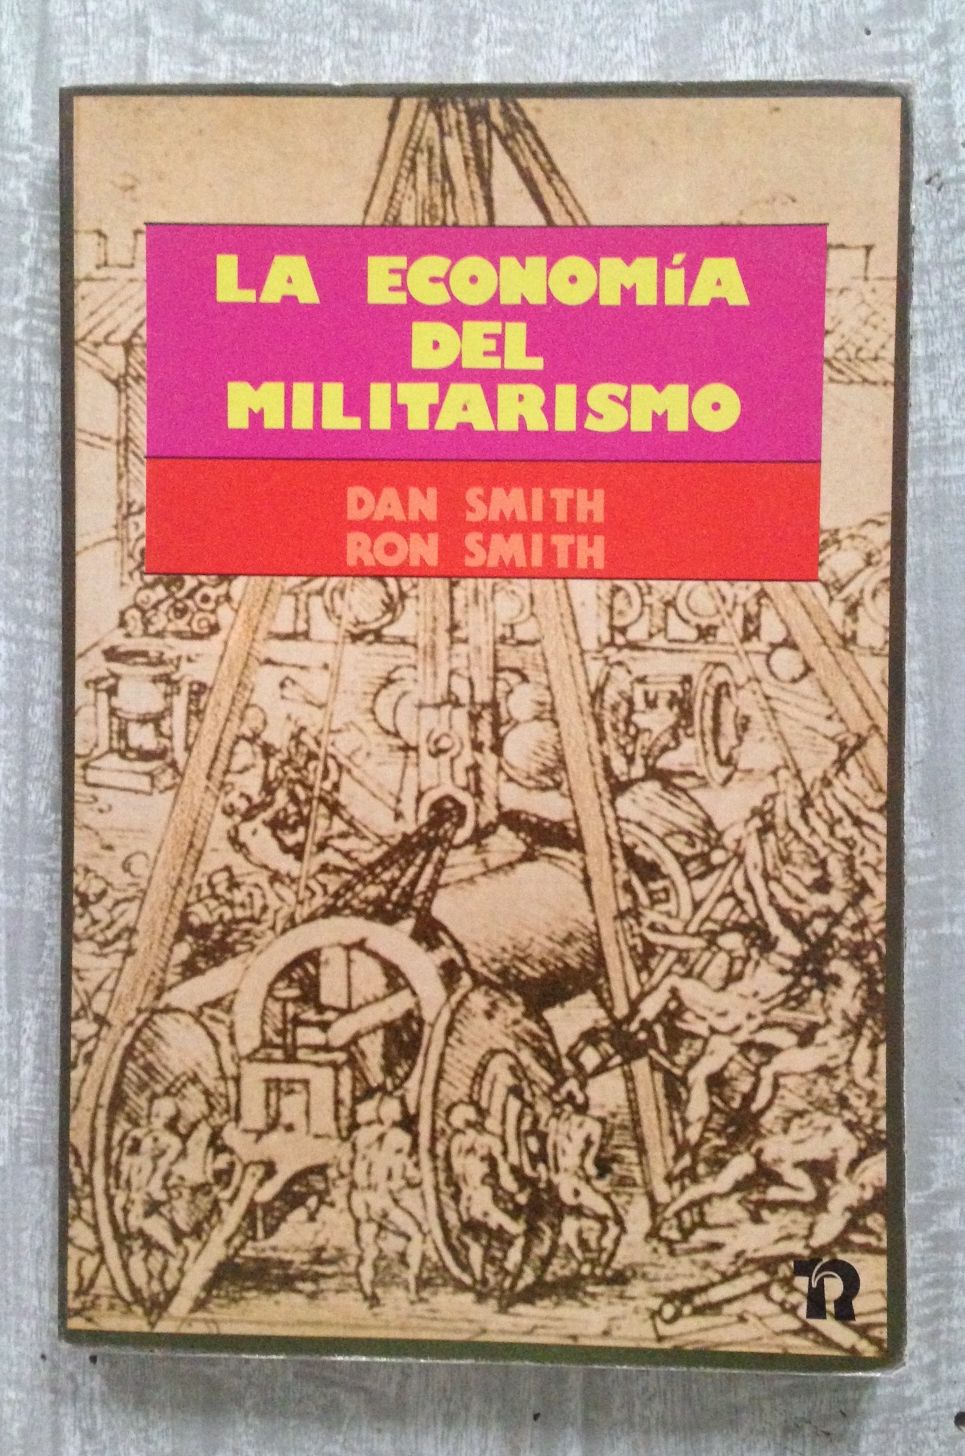 LA ECONOMÍA
DEL
MILITARISMO
DAN SMITH
RON SMITH